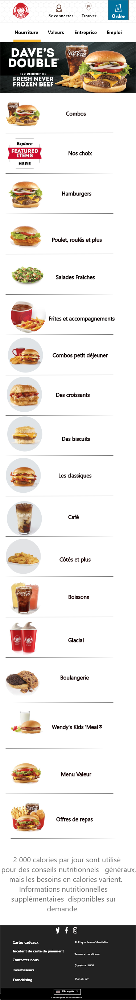 Se connecter
Trouver
Ordre
Nourriture
Valeurs
Entreprise
Emploi
DAVE'S
DOUBLE®
1/2 POUND* OF
FRESH NEVER
FROZEN BEEF
Coca-Cola
Combos
Explore
FEATURED
ITEMS
HERE
Nos choix
Hamburgers
Poulet, roulés et plus
Salades Fraîches
Frites et accompagnements
Combos petit déjeuner
Des croissants
Des biscuits
Les classiques
Café
Côtés et plus
Coca-Cola
Boissons
Glacial
Boulangerie
Wendy's Kids 'Meal®
Menu Valeur
Offres de repas
2 000 calories par jour sont utilisé
pour des conseils nutritionnels généraux,
mais les besoins en calories varient.
Informations nutritionnelles
supplémentaires disponibles sur
demande.
Cartes cadeaux
Politique de confidentialité
Incident de carte de paiement
Termes et conditions
Contactez nous
Cookies et suivi
Investisseurs
Franchising
Plan du site
US - anglais
© 2019 La qualité est notre recette, LLC